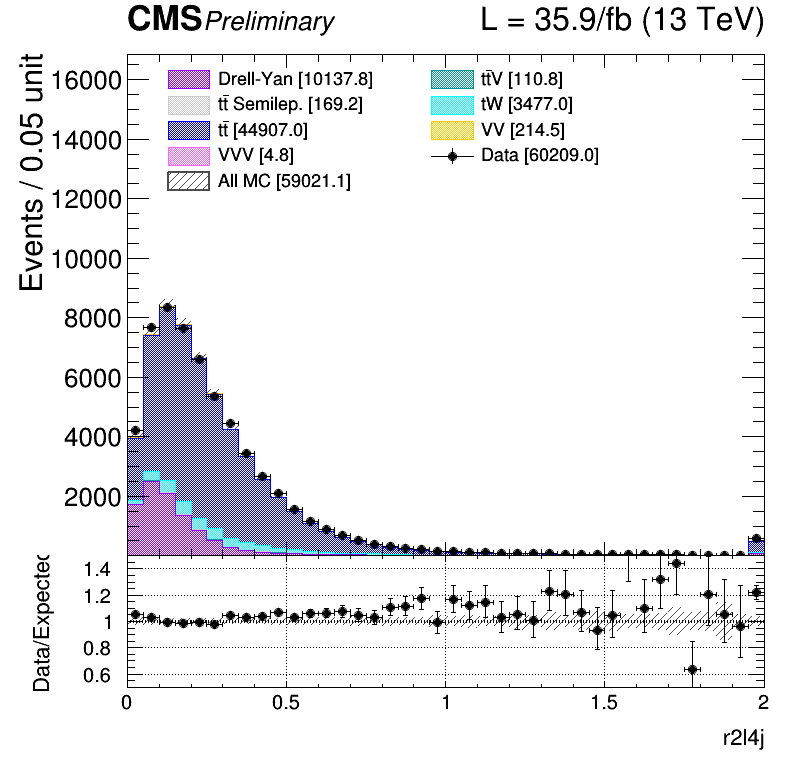 CMS Preliminary L = 35.9/fb (13 TeV)
Events / 0.05 unit
16000
14000
12000
10000
8000
6000
4000
2000
Drell-Yan [10137.8]
tt̄ Semilep. [169.2]
tt̄ [44907.0]
VVV [4.8]
All MC [59021.1]
tt̄V [110.8]
tW [3477.0]
VV [214.5]
Data [60209.0]
Data/Expected
1.4
1.2
1
0.8
0.6
0 0.5 1 1.5 2
r2l4j